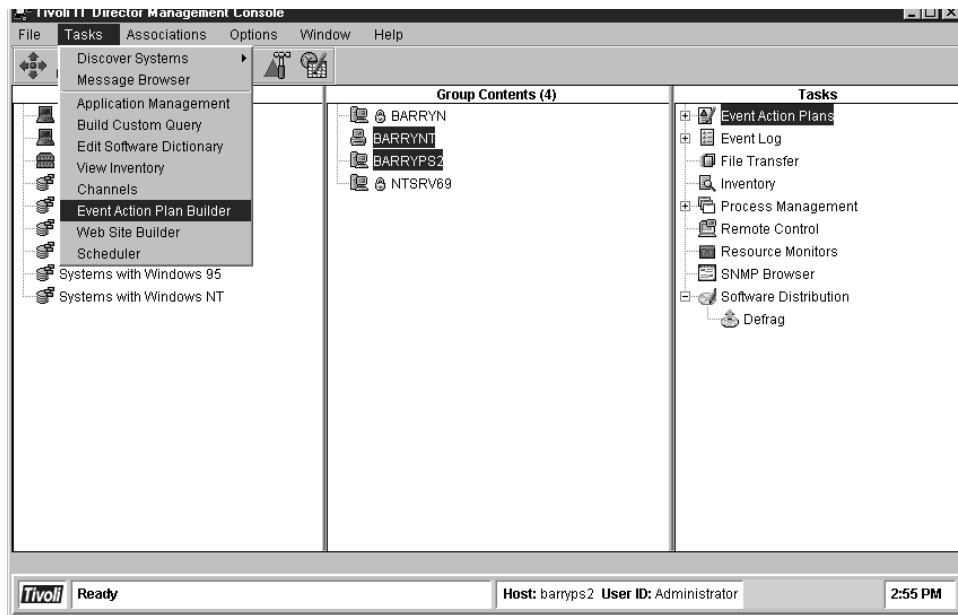 Tivoli IT Director Management Console
File Tasks Associations Options Window Help
Discover Systems
Message Browser
Application Management
Build Custom Query
Edit Software Dictionary
View Inventory
Channels
Event Action Plan Builder
Web Site Builder
Scheduler
Systems with Windows 95
Systems with Windows NT
Group Contents (4)
BARRYN
BARRYNT
BARRYPS2
NTSRV69
Tasks
Event Action Plans
Event Log
File Transfer
Inventory
Process Management
Remote Control
Resource Monitors
SNMP Browser
Software Distribution
Defrag
Tivoli Ready Host: barryps2 User ID: Administrator 2:55 PM